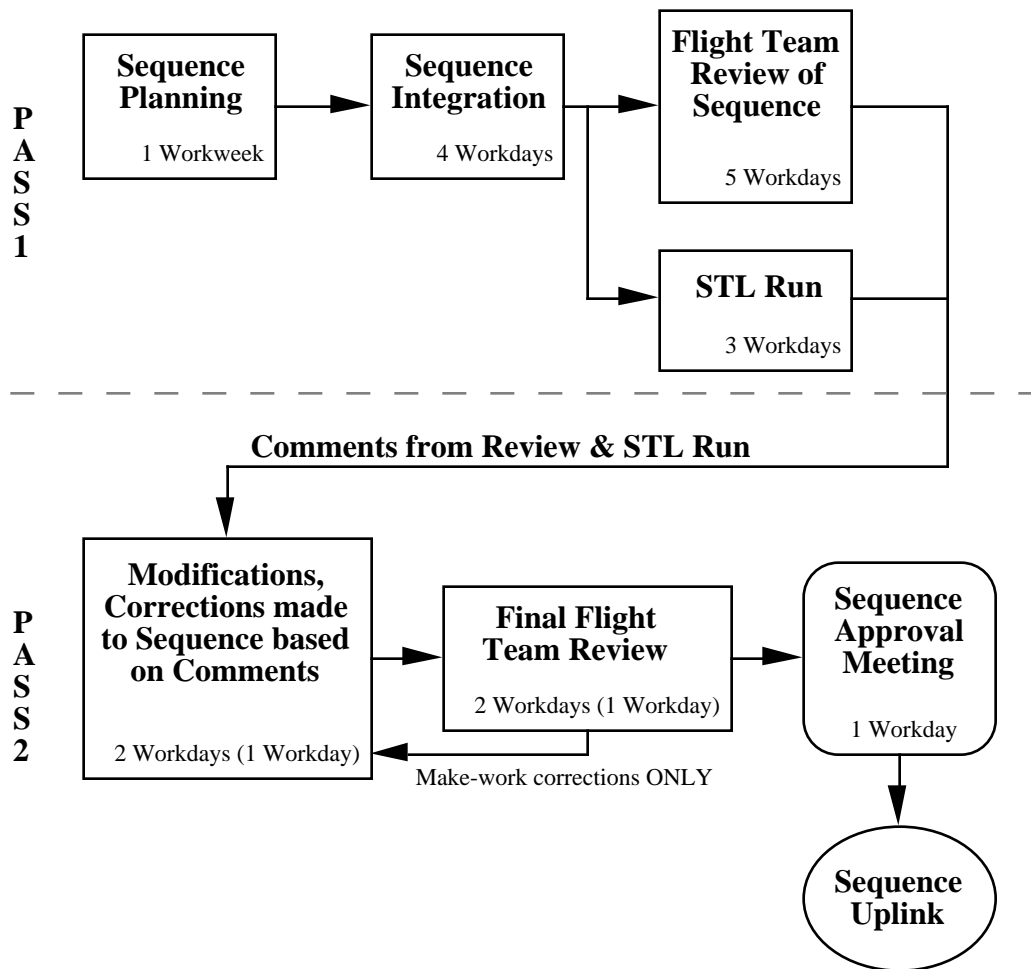 PASS1
Sequence
Planning
1 Workweek
Sequence
Integration
4 Workdays
Flight Team
Review of
Sequence
5 Workdays
STL Run
3 Workdays
Comments from Review & STL Run
PASS2
Modifications,
Corrections made
to Sequence based
on Comments
2 Workdays (1 Workday)
Final Flight
Team Review
2 Workdays (1 Workday)
Make-work corrections ONLY
Sequence
Approval
Meeting
1 Workday
Sequence
Uplink